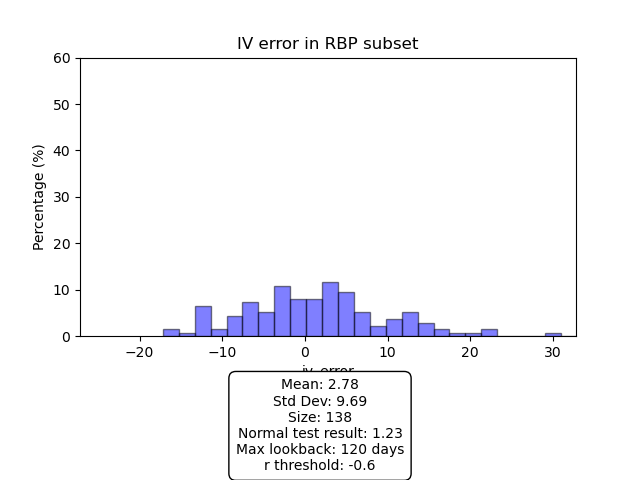 IV error in RBP subset
60
50
40
30
20
10
0
Percentage (%)
−20 −10 0 10 20 30
iv_error
Mean: 2.78
Std Dev: 9.69
Size: 138
Normal test result: 1.23
Max lookback: 120 days
r threshold: -0.6